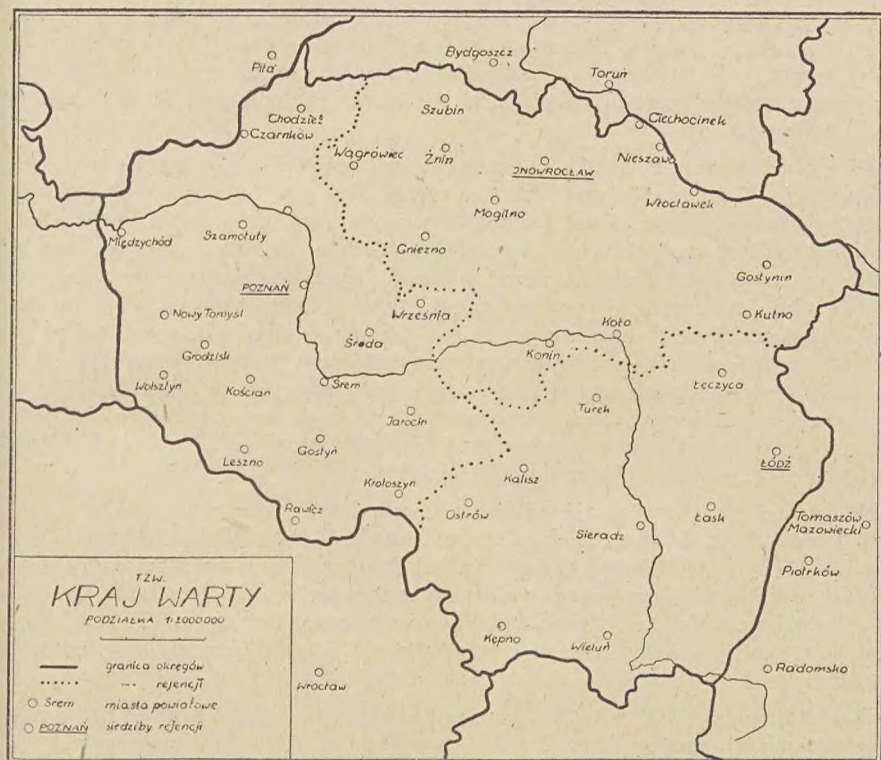 Piła
Bydgoszcz
Toruń
Chodzież
Szubin
Czarnków
Ciechocinek
Wągrówiec
Żnin
JNOWROCŁAW
Nieszawa
Mogilno
Włocławek
Międzychód
Szamotuły
Gniezno
Gostynin
POZNAŃ
Września
Nowy Tomyśl
Kutno
Środa
Koło
Grodzisk
Konin
Wolsztyn
Kościan
Śrem
Łęczyca
Turek
Jarocin
Gostyń
Leszno
ŁÓDŹ
Kalisz
Krotoszyn
Rawicz
Ostrów
Łask
Sieradz
Tomaszów
Mazowiecki
Piotrków
Kępno
Wieluń
Radomsko
Wrocław
TZW.
KRAJ WARTY
PODZIAŁKA 1:2000000
granica okręgów
-"- rejencji
Śrem miasta powiatowe
POZNAŃ siedziby rejencji